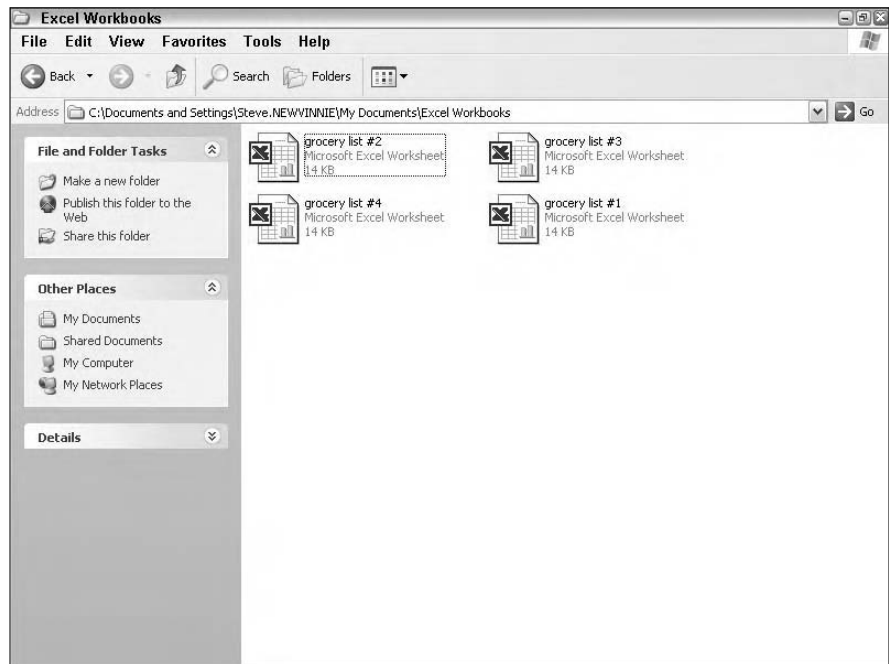 Excel Workbooks
File Edit View Favorites Tools Help
Back Search Folders
Address C:\Documents and Settings\Steve.NEWVINNIE\My Documents\Excel Workbooks Go
File and Folder Tasks
Make a new folder
Publish this folder to the
Web
Share this folder
Other Places
My Documents
Shared Documents
My Computer
My Network Places
Details
grocery list #2
Microsoft Excel Worksheet
14 KB
grocery list #3
Microsoft Excel Worksheet
14 KB
grocery list #4
Microsoft Excel Worksheet
14 KB
grocery list #1
Microsoft Excel Worksheet
14 KB